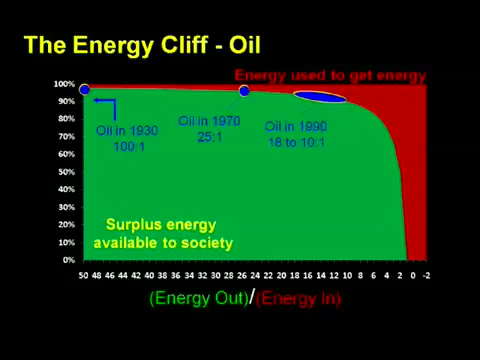 The Energy Cliff - Oil
Energy used to get energy
100%
90%
80%
70%
60%
50%
40%
30%
20%
10%
0%
Oil in 1930
100:1
Oil in 1970
25:1
Oil in 1990
18 to 10:1
Surplus energy
available to society
50 48 46 44 42 40 38 36 34 32 30 28 26 24 22 20 18 16 14 12 10 8 6 4 2 0 -2
(Energy Out)/(Energy In)